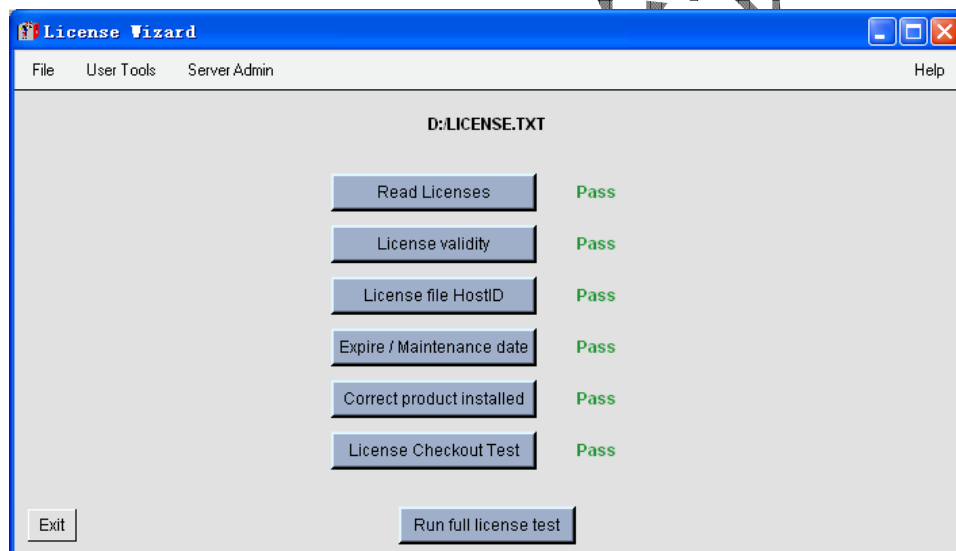 License Wizard
File User Tools Server Admin Help
D:/LICENSE.TXT
Read Licenses Pass
License validity Pass
License file HostID Pass
Expire / Maintenance date Pass
Correct product installed Pass
License Checkout Test Pass
Exit Run full license test